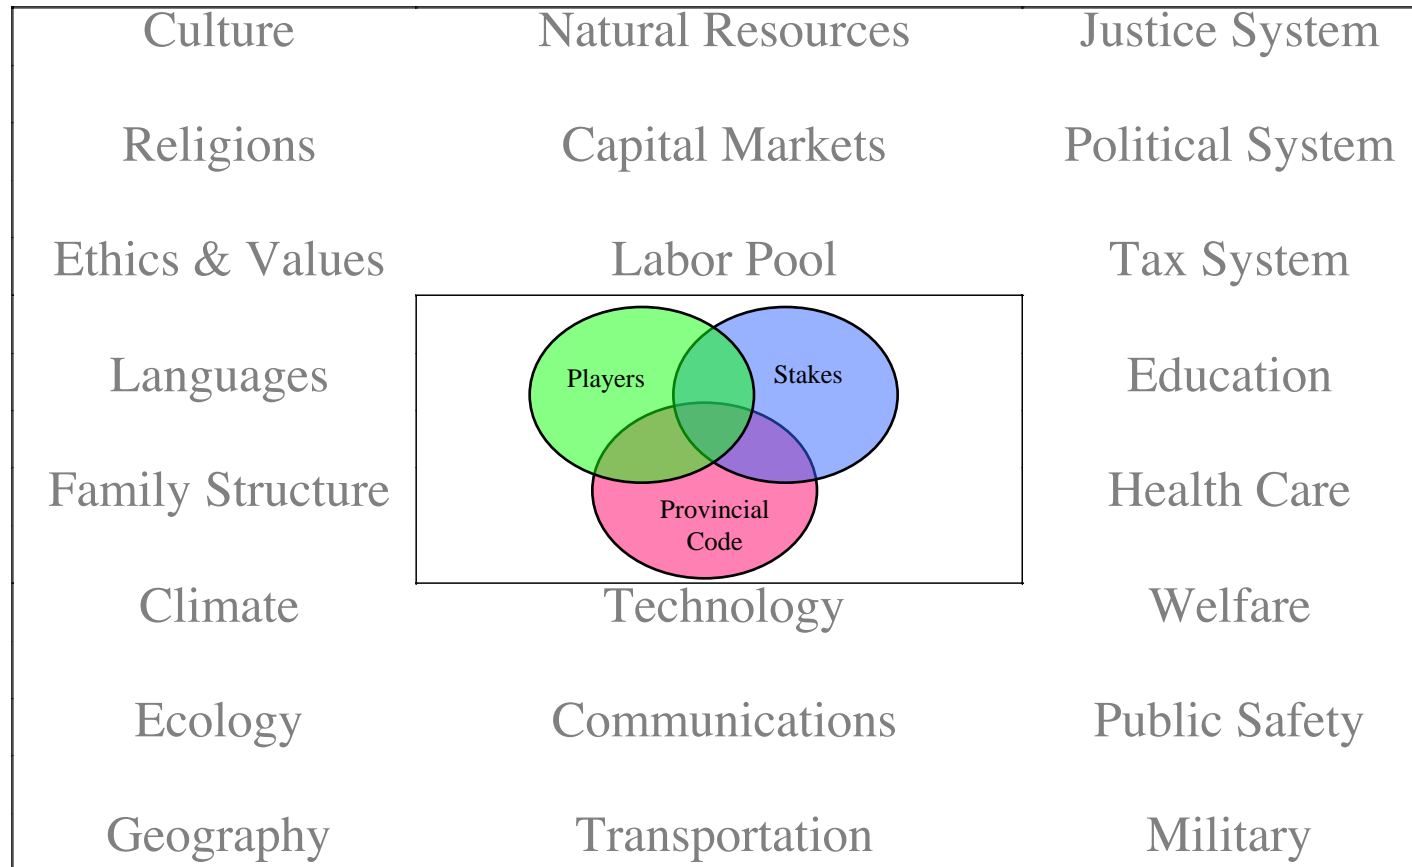 Culture Natural Resources Justice System
Religions Capital Markets Political System
Ethics & Values Labor Pool Tax System
Languages Players Stakes Education
Family Structure Provincial Health Care
Code
Climate Technology Welfare
Ecology Communications Public Safety
Geography Transportation Military